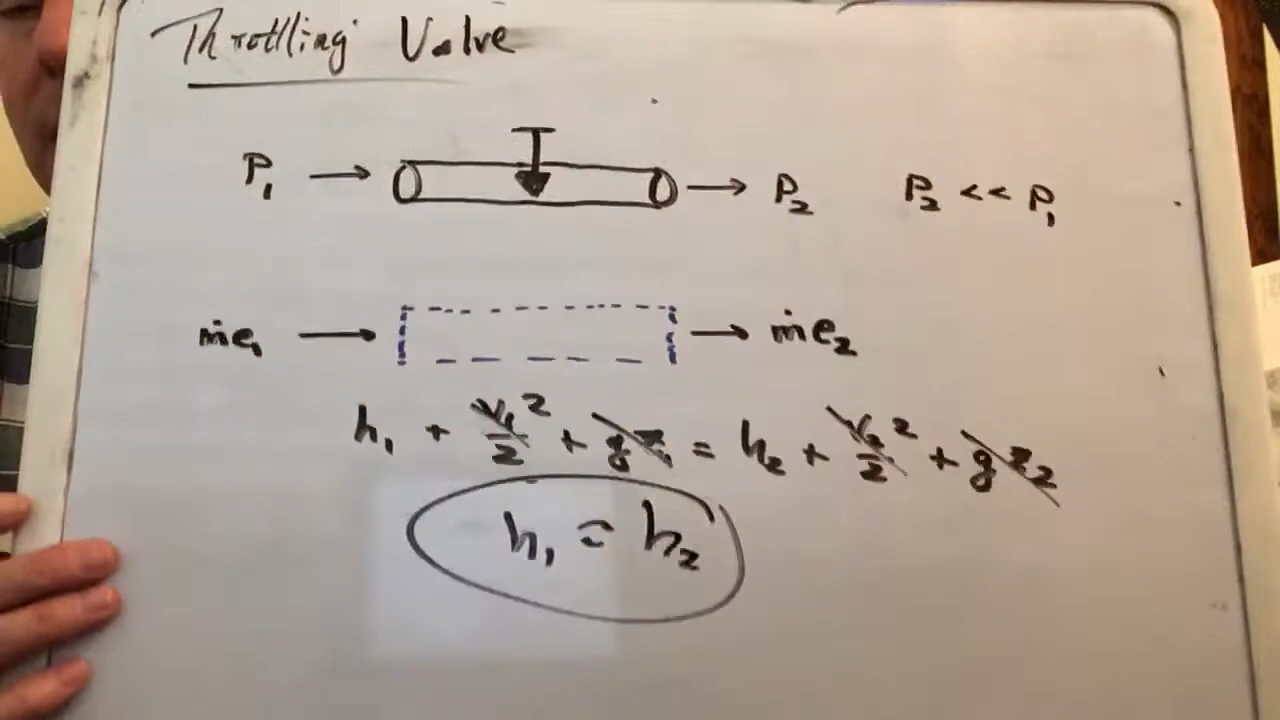 Throttling Valve
P₁ → → P₂ P₂ << P₁
ṁe₁ → → ṁe₂
h₁ + V₁²/2 + gz₁ = h₂ + V₂²/2 + gz₂
h₁ = h₂